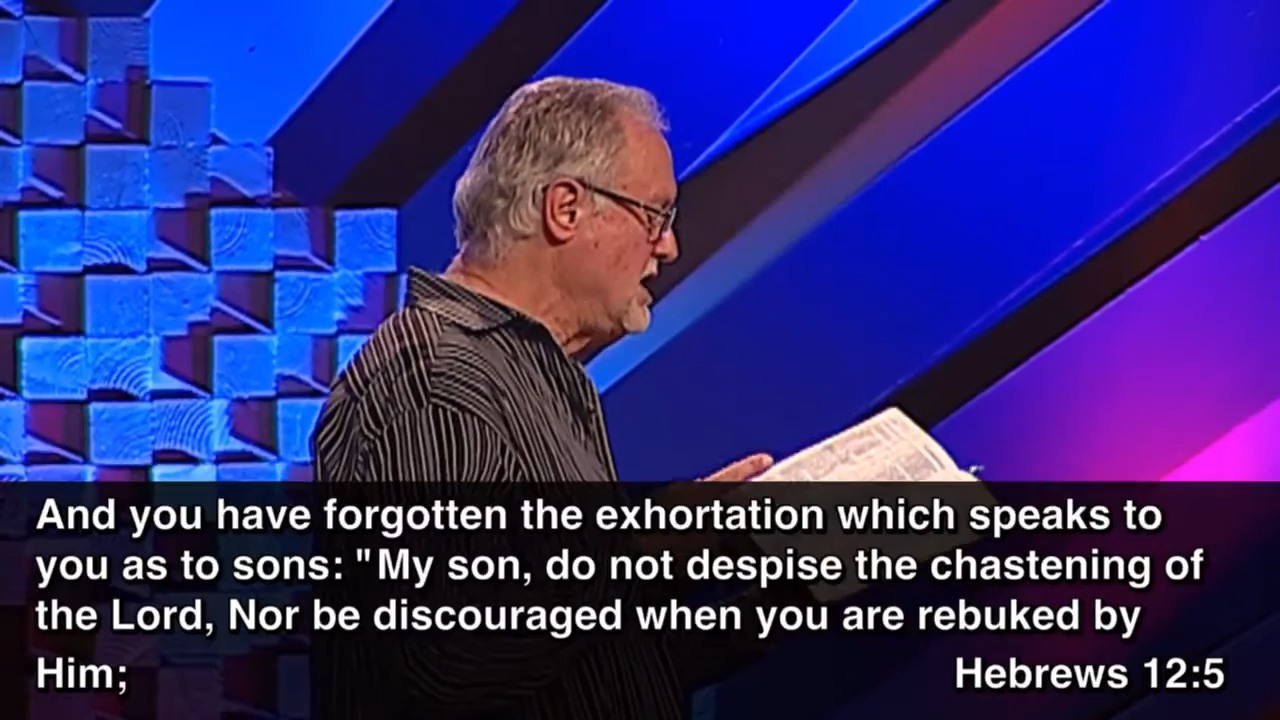 And you have forgotten the exhortation which speaks to
you as to sons: "My son, do not despise the chastening of
the Lord, Nor be discouraged when you are rebuked by
Him;
Hebrews 12:5